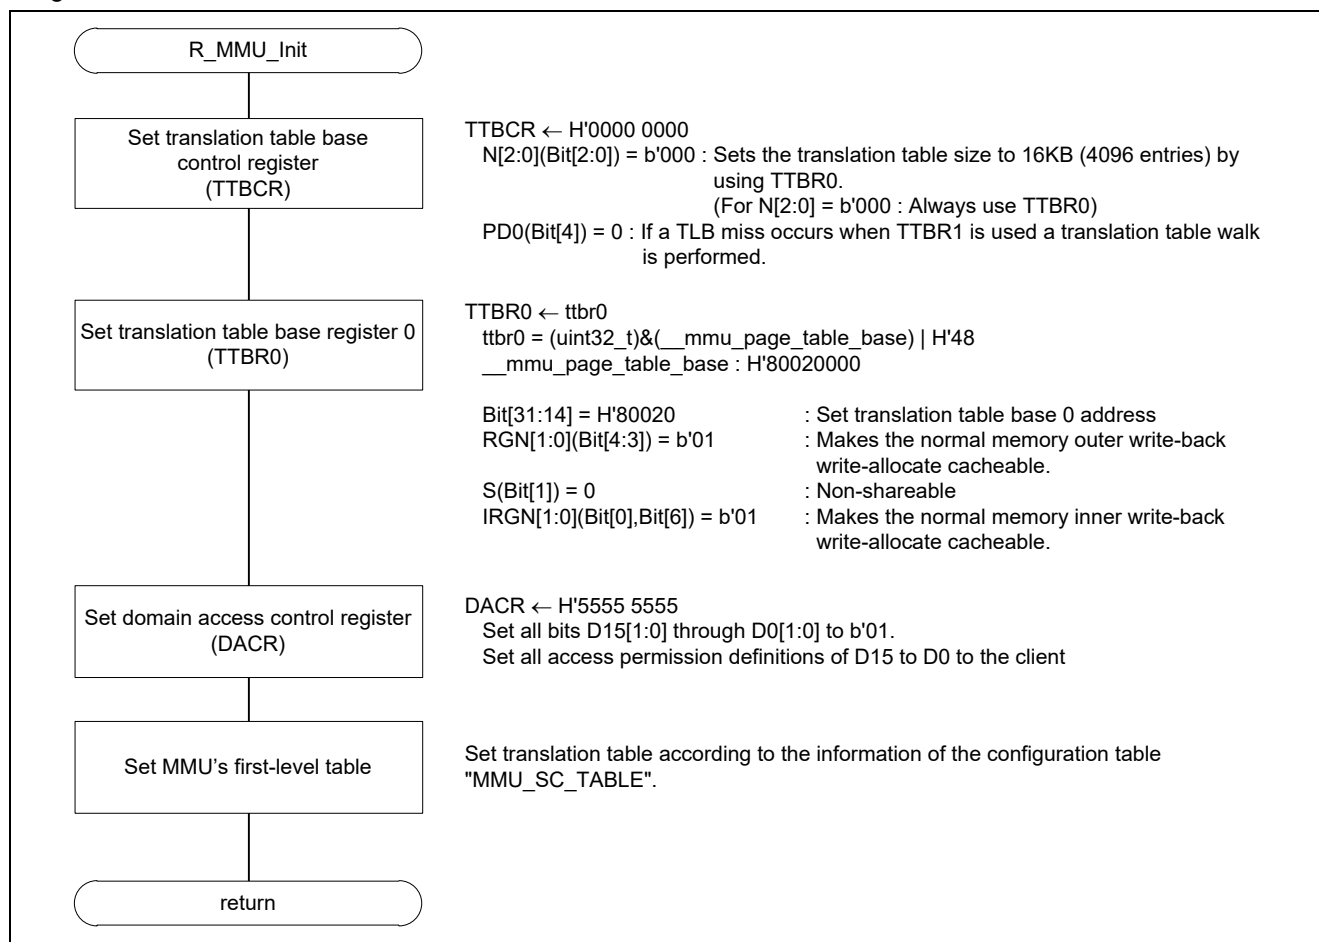 R_MMU_Init
Set translation table base
control register
(TTBCR)
TTBCR ← H'0000 0000
N[2:0](Bit[2:0]) = b'000 : Sets the translation table size to 16KB (4096 entries) by
using TTBR0.
(For N[2:0] = b'000 : Always use TTBR0)
PD0(Bit[4]) = 0 : If a TLB miss occurs when TTBR1 is used a translation table walk
is performed.
Set translation table base register 0
(TTBR0)
TTBR0 ← ttbr0
ttbr0 = (uint32_t)&(__mmu_page_table_base) | H'48
__mmu_page_table_base : H'80020000
Bit[31:14] = H'80020 : Set translation table base 0 address
RGN[1:0](Bit[4:3]) = b'01 : Makes the normal memory outer write-back
write-allocate cacheable.
S(Bit[1]) = 0 : Non-shareable
IRGN[1:0](Bit[0],Bit[6]) = b'01 : Makes the normal memory inner write-back
write-allocate cacheable.
Set domain access control register
(DACR)
DACR ← H'5555 5555
Set all bits D15[1:0] through D0[1:0] to b'01.
Set all access permission definitions of D15 to D0 to the client
Set MMU's first-level table
Set translation table according to the information of the configuration table
"MMU_SC_TABLE".
return